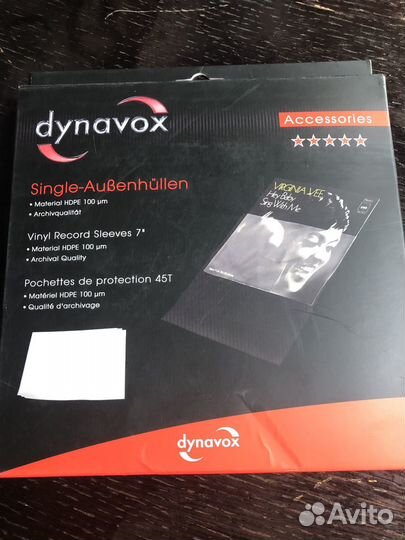 dynavox
Accessories
Single-Außenhüllen
• Material HDPE 100 µm
• Archivqualität
Vinyl Record Sleeves 7"
• Material HDPE 100 µm
• Archival Quality
Pochettes de protection 45T
• Matériel HDPE 100 µm
• Qualité d'archivage
VIRGINIA VEE
Hey Baby
Sing With Me
dynavox
Avito